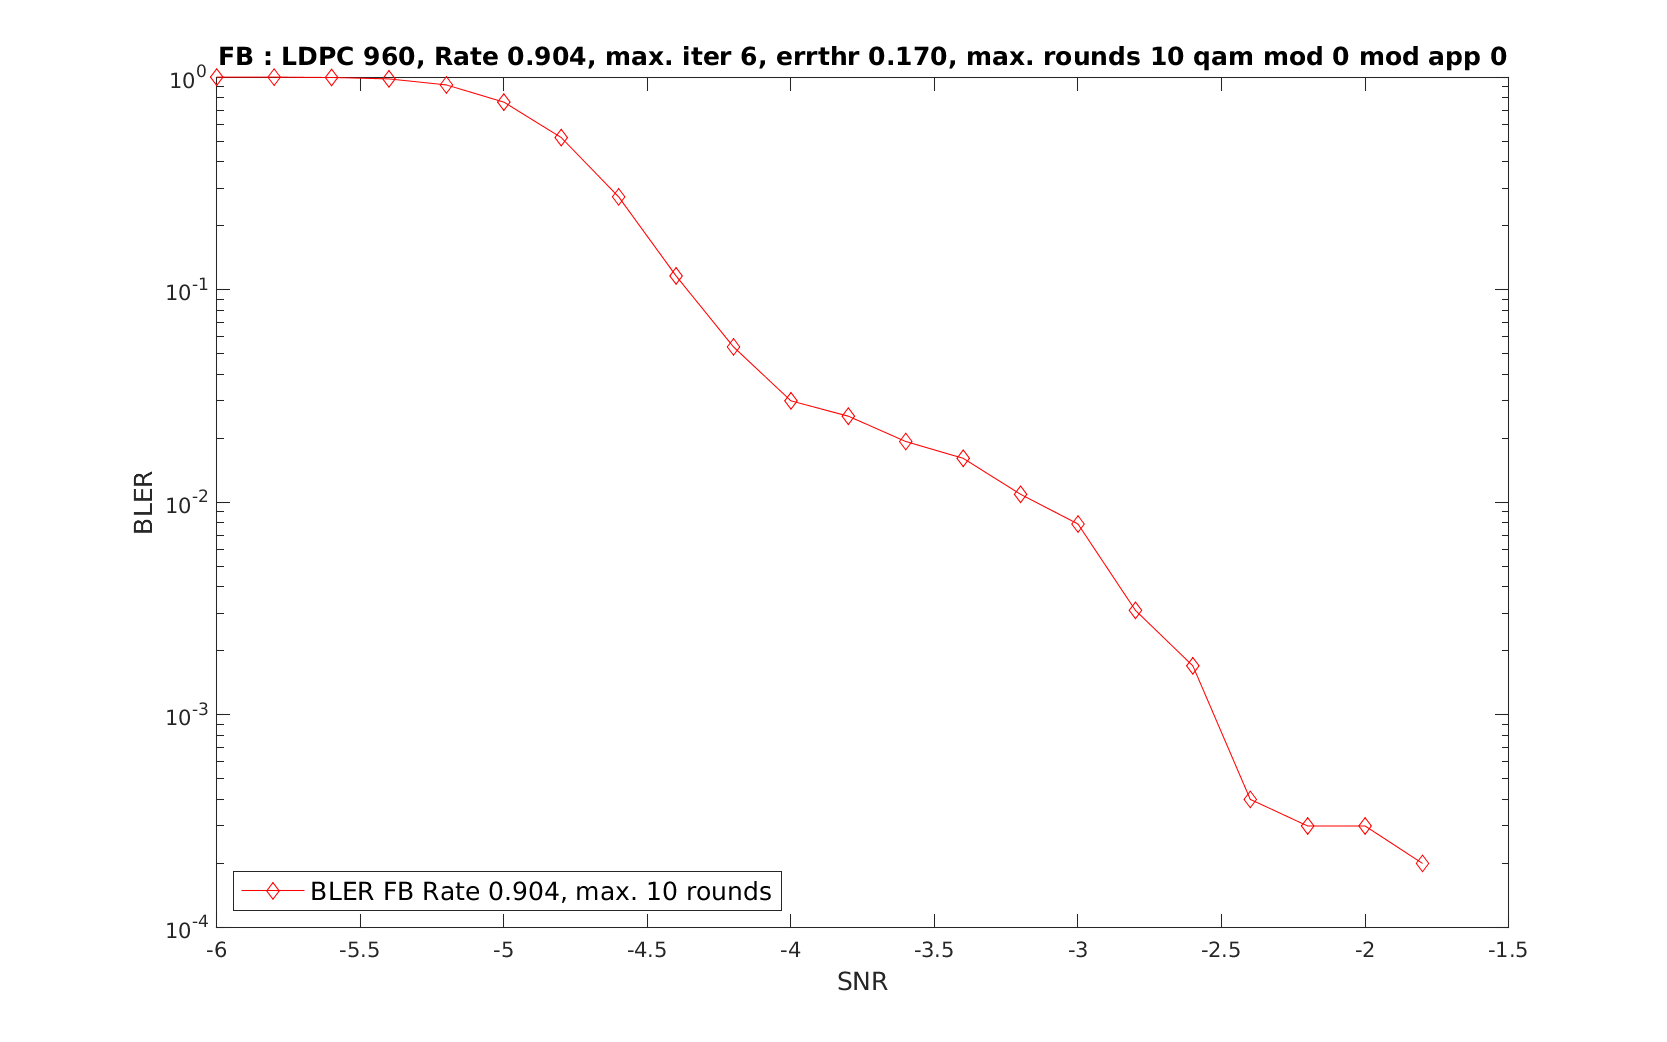 FB : LDPC 960, Rate 0.904, max. iter 6, errthr 0.170, max. rounds 10 qam mod 0 mod app 0
10^0
10^-1
10^-2
10^-3
10^-4
BLER
BLER FB Rate 0.904, max. 10 rounds
-6 -5.5 -5 -4.5 -4 -3.5 -3 -2.5 -2 -1.5
SNR